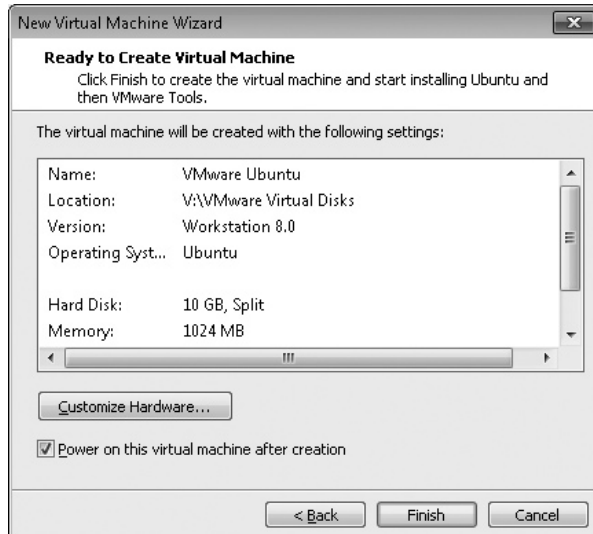 New Virtual Machine Wizard
Ready to Create Virtual Machine
Click Finish to create the virtual machine and start installing Ubuntu and
then VMware Tools.
The virtual machine will be created with the following settings:
Name: VMware Ubuntu
Location: V:\VMware Virtual Disks
Version: Workstation 8.0
Operating Syst... Ubuntu
Hard Disk: 10 GB, Split
Memory: 1024 MB
Customize Hardware...
Power on this virtual machine after creation
< Back Finish Cancel